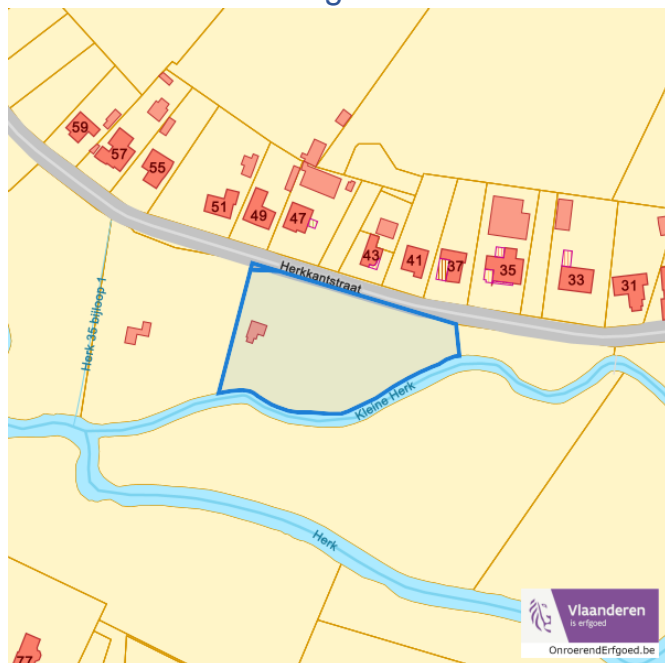 59
57
55
51
49
47
43
41
37
35
33
31
Herkkantstraat
Herk 35 bijloop 1
Kleine Herk
Herk
77
Vlaanderen
is erfgoed
OnroerendErfgoed.be